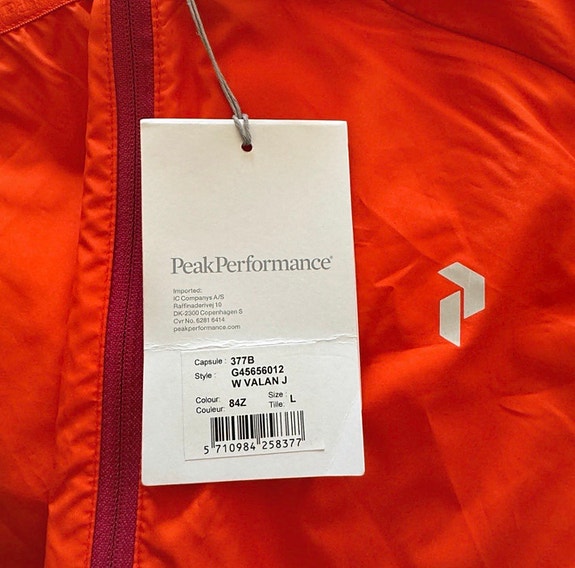 PeakPerformance®
Imported:
IC Companys A/S
Raffinaderivej 10
DK-2300 Copenhagen S
Cvr No. 6281 6414
peakperformance.com
Capsule : 377B
Style : G45656012
W VALAN J
Colour: Size :
Couleur: 84Z Tille: L
5 710984 258377